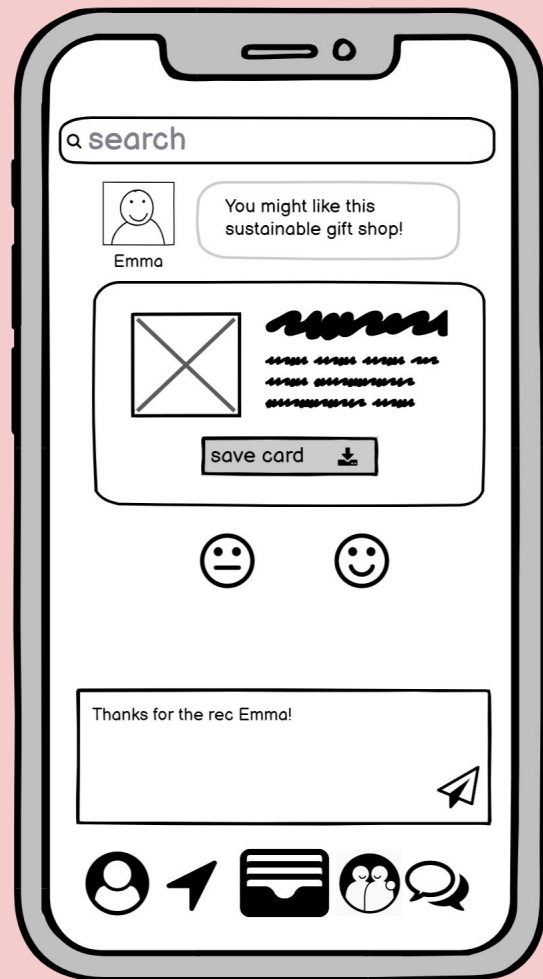 search
You might like this
sustainable gift shop!
Emma
save card
Thanks for the rec Emma!